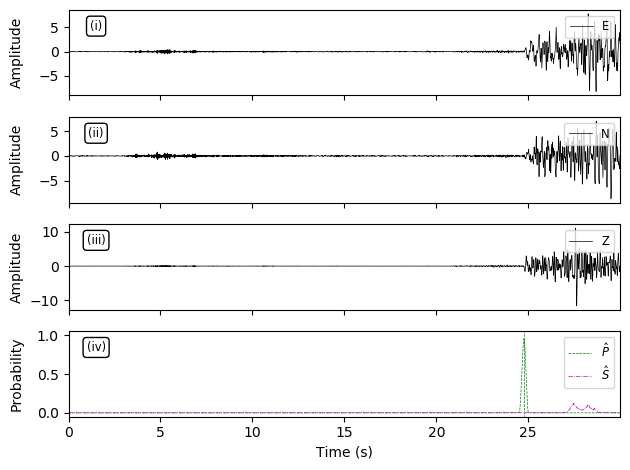 (i)
E
Amplitude
5
0
−5
(ii)
N
Amplitude
5
0
−5
(iii)
Z
Amplitude
10
0
−10
(iv)
P̂
Ŝ
Probability
1.0
0.5
0.0
0 5 10 15 20 25
Time (s)